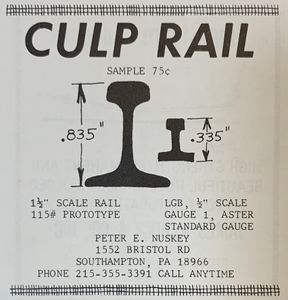 CULP RAIL
SAMPLE 75¢
.835"
.335"
1½" SCALE RAIL
115# PROTOTYPE
LGB, ½" SCALE
GAUGE 1, ASTER
STANDARD GAUGE
PETER E. NUSKEY
1552 BRISTOL RD
SOUTHAMPTON, PA 18966
PHONE 215-355-3391 CALL ANYTIME